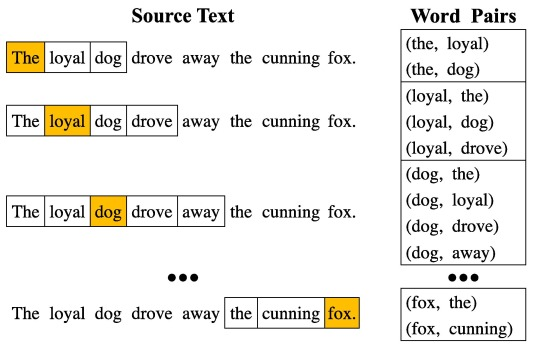 Source Text
Word Pairs
The loyal dog drove away the cunning fox.
(the, loyal)
(the, dog)
The loyal dog drove away the cunning fox.
(loyal, the)
(loyal, dog)
(loyal, drove)
The loyal dog drove away the cunning fox.
(dog, the)
(dog, loyal)
(dog, drove)
(dog, away)
•••
•••
The loyal dog drove away the cunning fox.
(fox, the)
(fox, cunning)